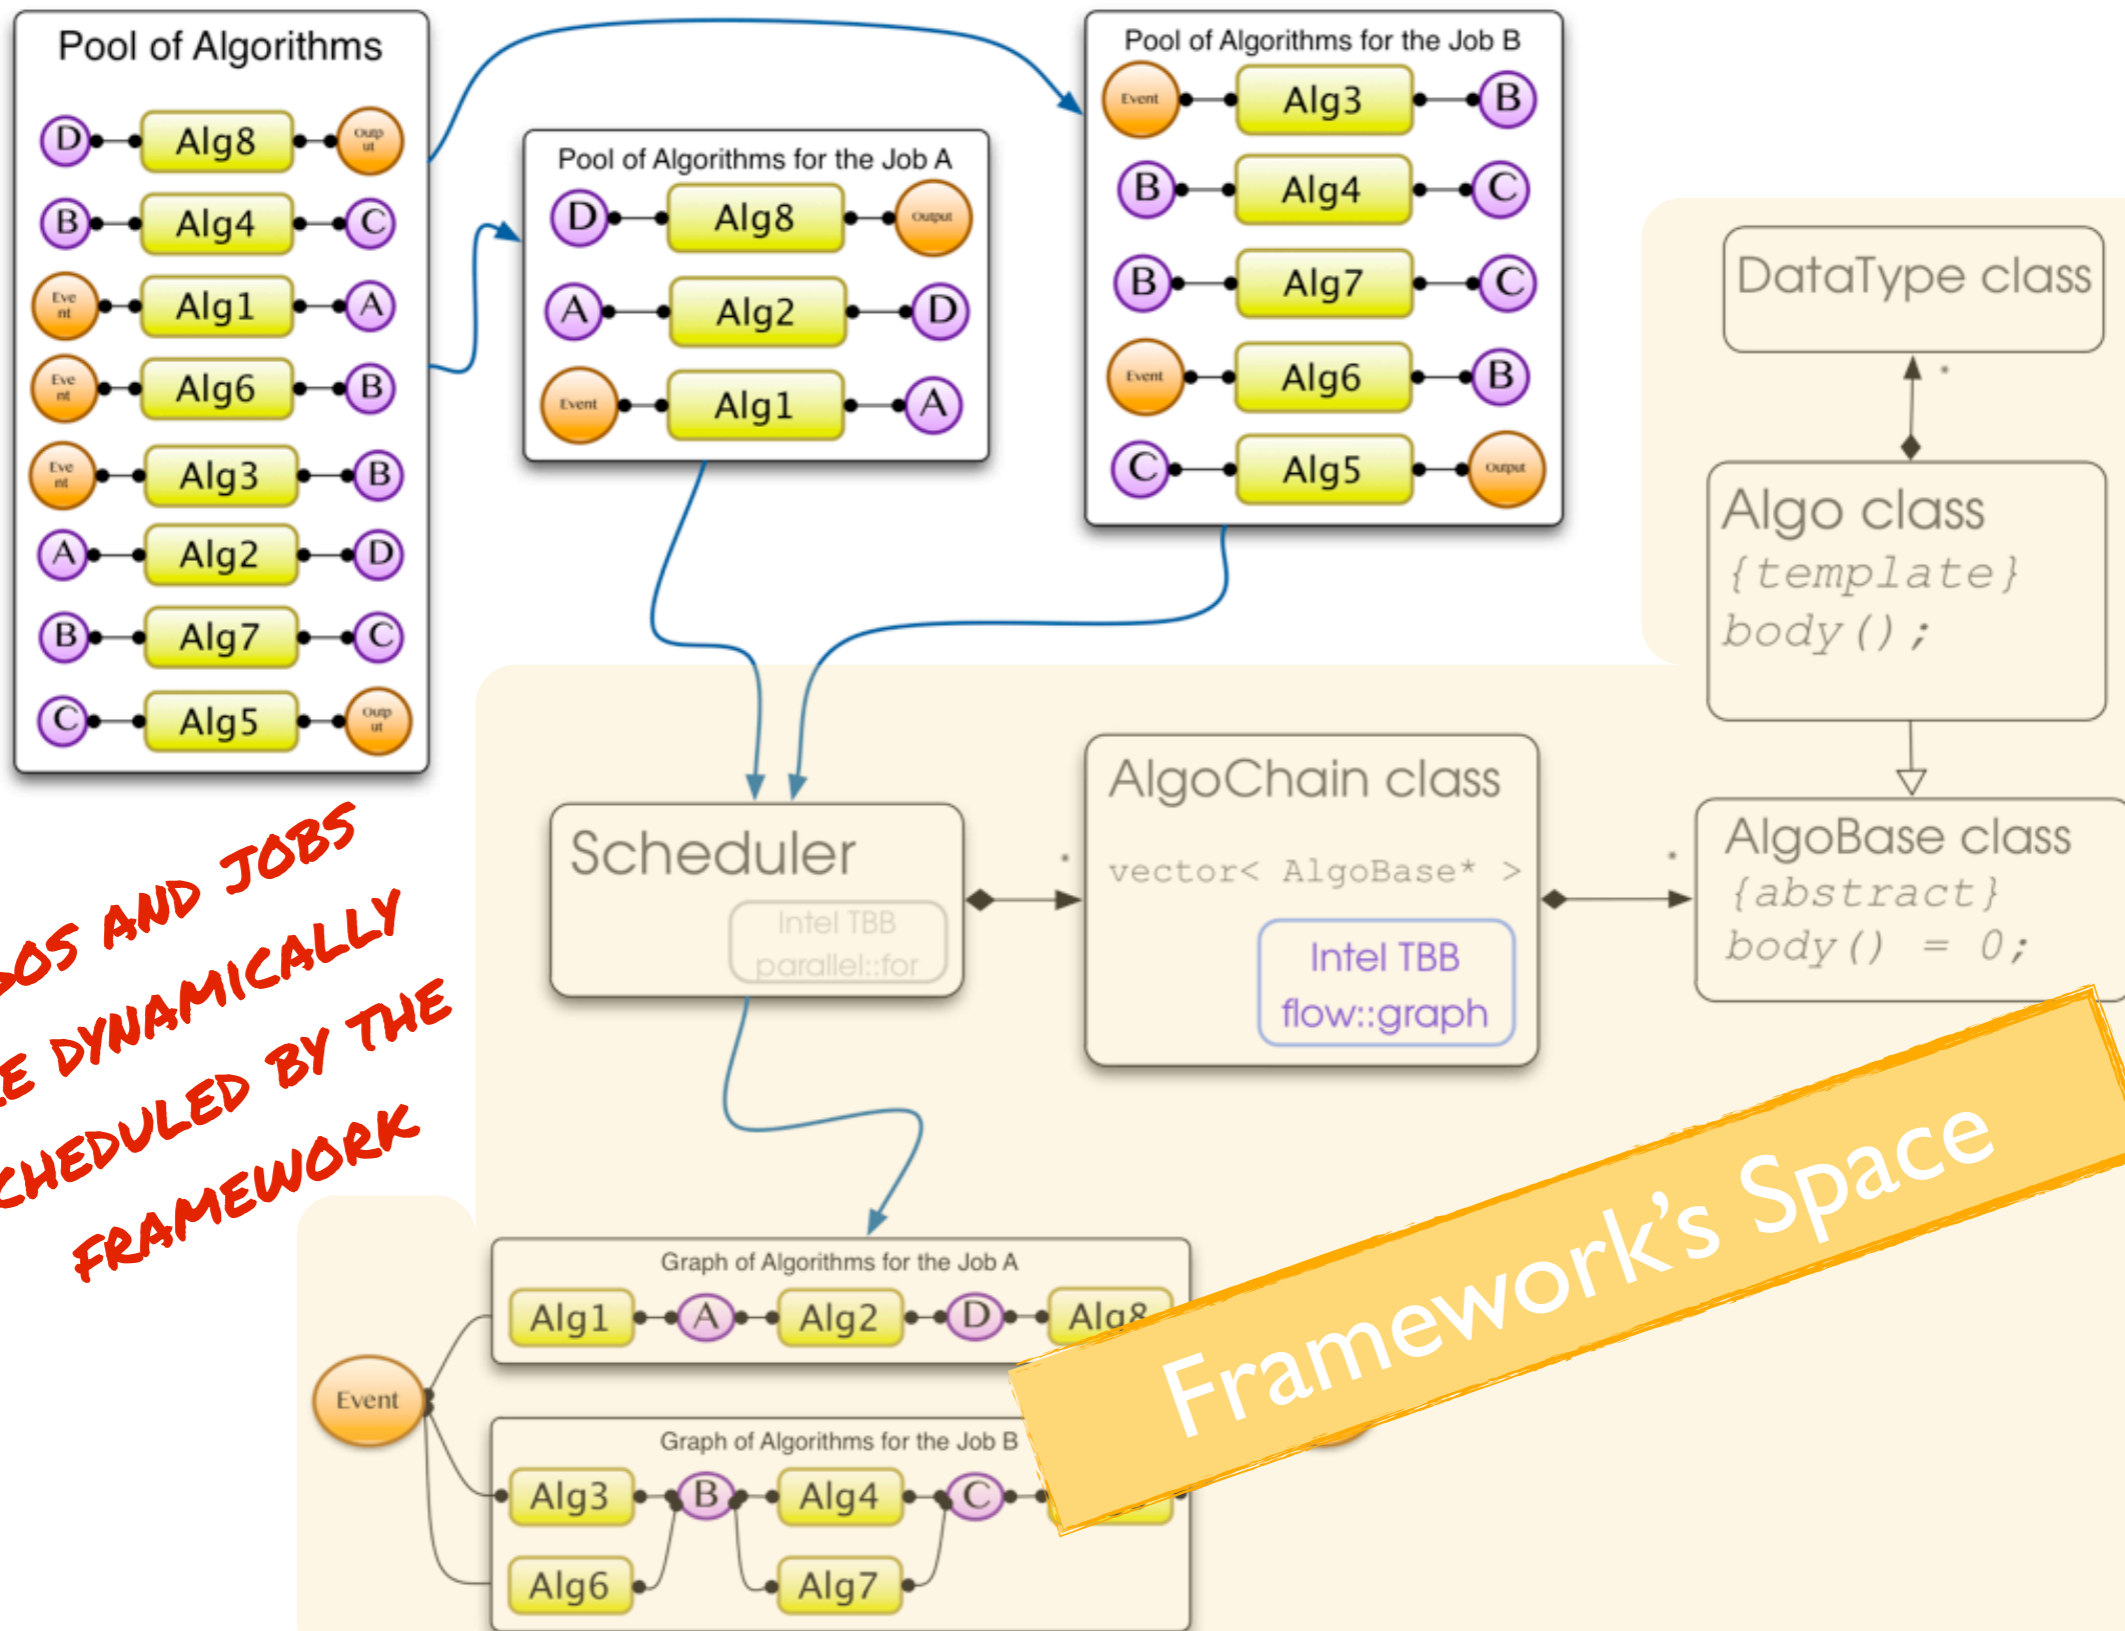 Pool of Algorithms
D Alg8 Outp
ut
B Alg4 C
Eve
nt Alg1 A
Eve
nt Alg6 B
Eve
nt Alg3 B
A Alg2 D
B Alg7 C
C Alg5 Outp
ut
Pool of Algorithms for the Job A
D Alg8 Output
A Alg2 D
Event Alg1 A
Pool of Algorithms for the Job B
Event Alg3 B
B Alg4 C
B Alg7 C
Event Alg6 B
C Alg5 Output
DataType class
*
Algo class
{template}
body();
Scheduler
Intel TBB
parallel::for
*
AlgoChain class
vector< AlgoBase* >
Intel TBB
flow::graph
*
AlgoBase class
{abstract}
body() = 0;
AND JOBS
DYNAMICALLY
BY THE
FRAMEWORK
Graph of Algorithms for the Job A
Alg1 A Alg2 D Alg8
Event
Graph of Algorithms for the Job B
Alg3 B Alg4 C
Alg6 Alg7
Framework's Space